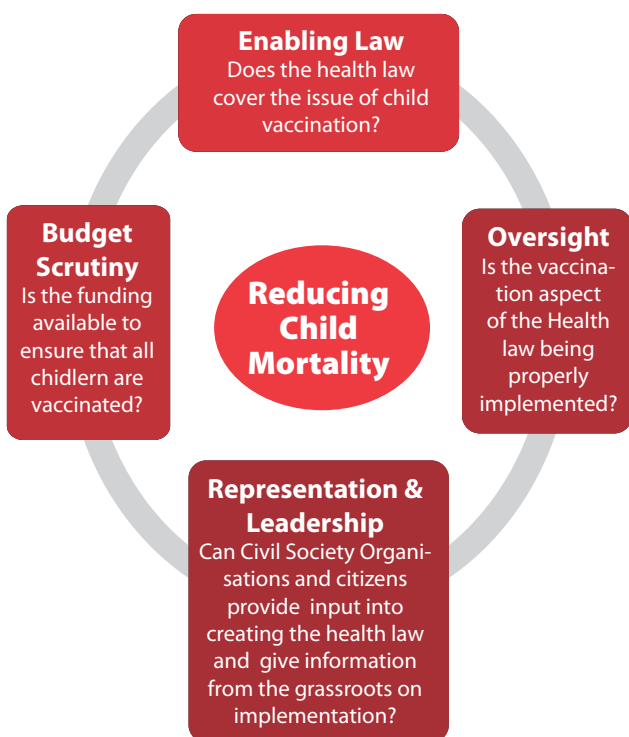 Enabling Law
Does the health law
cover the issue of child
vaccination?
Budget
Scrutiny
Is the funding
available to
ensure that all
chidlern are
vaccinated?
Reducing
Child
Mortality
Oversight
Is the vaccina-
tion aspect
of the Health
law being
properly
implemented?
Representation &
Leadership
Can Civil Society Organi-
sations and citizens
provide input into
creating the health law
and give information
from the grassroots on
implementation?